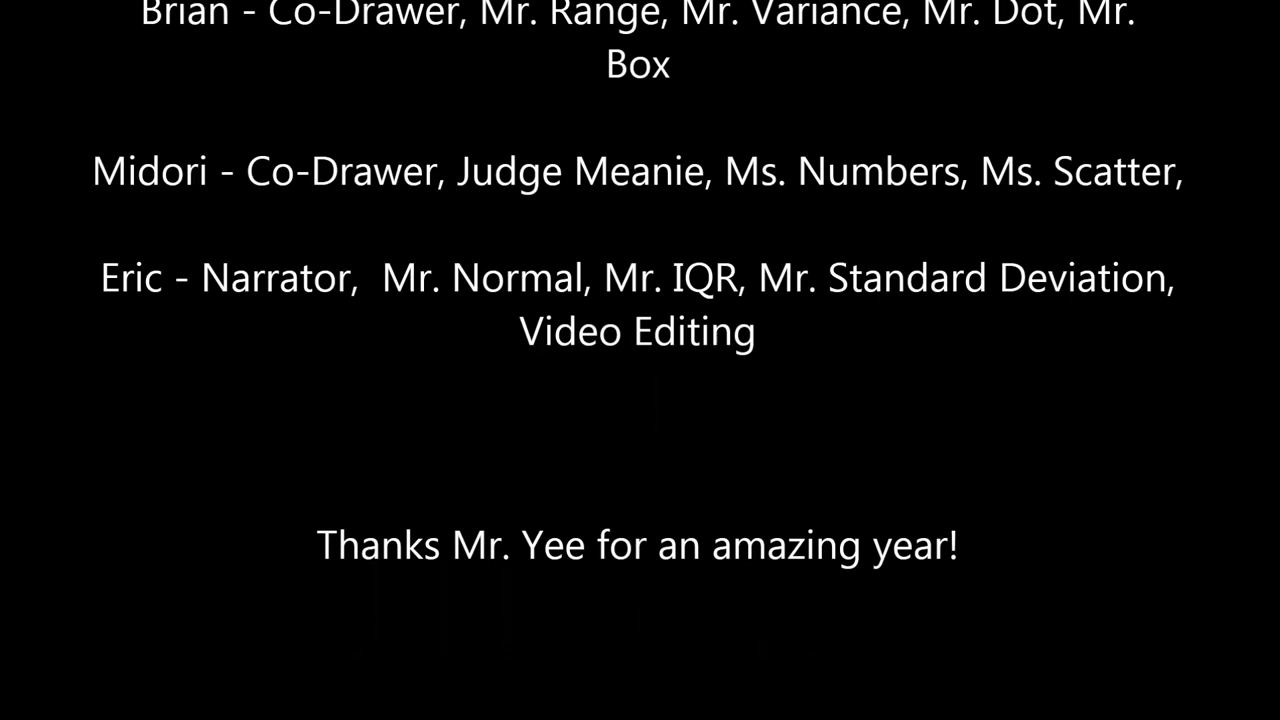 Brian - Co-Drawer, Mr. Range, Mr. Variance, Mr. Dot, Mr.
Box
Midori - Co-Drawer, Judge Meanie, Ms. Numbers, Ms. Scatter,
Eric - Narrator,  Mr. Normal, Mr. IQR, Mr. Standard Deviation,
Video Editing
Thanks Mr. Yee for an amazing year!